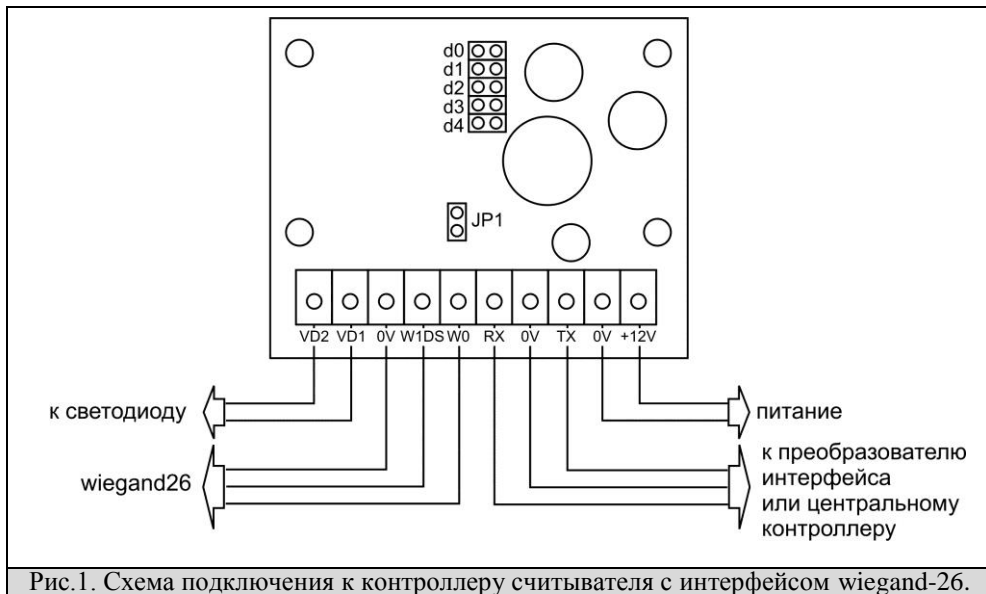 d0
d1
d2
d3
d4
JP1
VD2 VD1 0V W1DS W0 RX 0V TX 0V +12V
к светодиоду
питание
wiegand26
к преобразователю
интерфейса
или центральному
контроллеру
Рис.1. Схема подключения к контроллеру считывателя с интерфейсом wiegand-26.